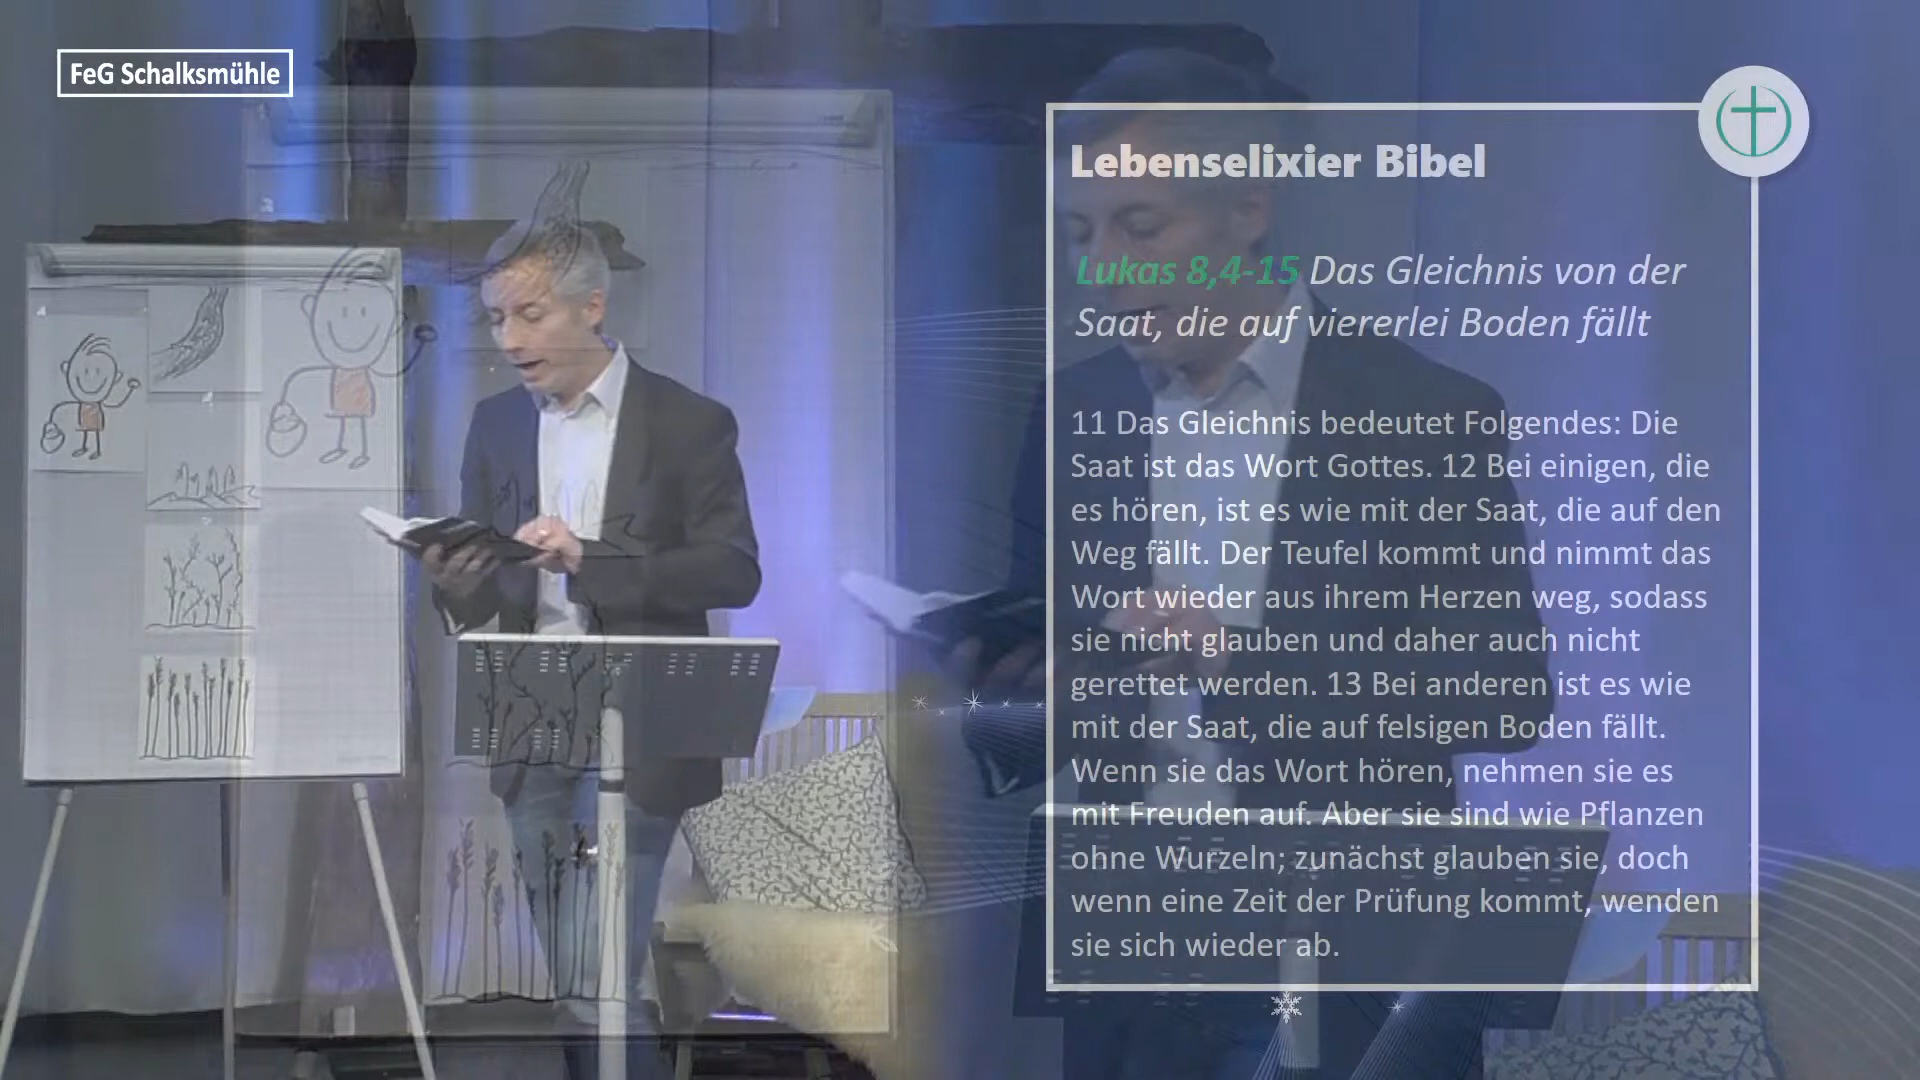 FeG Schalksmühle
Lebenselixier Bibel
Lukas 8,4-15 Das Gleichnis von der
Saat, die auf viererlei Boden fällt
11 Das Gleichnis bedeutet Folgendes: Die
Saat ist das Wort Gottes. 12 Bei einigen, die
es hören, ist es wie mit der Saat, die auf den
Weg fällt. Der Teufel kommt und nimmt das
Wort wieder aus ihrem Herzen weg, sodass
sie nicht glauben und daher auch nicht
gerettet werden. 13 Bei anderen ist es wie
mit der Saat, die auf felsigen Boden fällt.
Wenn sie das Wort hören, nehmen sie es
mit Freuden auf. Aber sie sind wie Pflanzen
ohne Wurzeln; zunächst glauben sie, doch
wenn eine Zeit der Prüfung kommt, wenden
sie sich wieder ab.